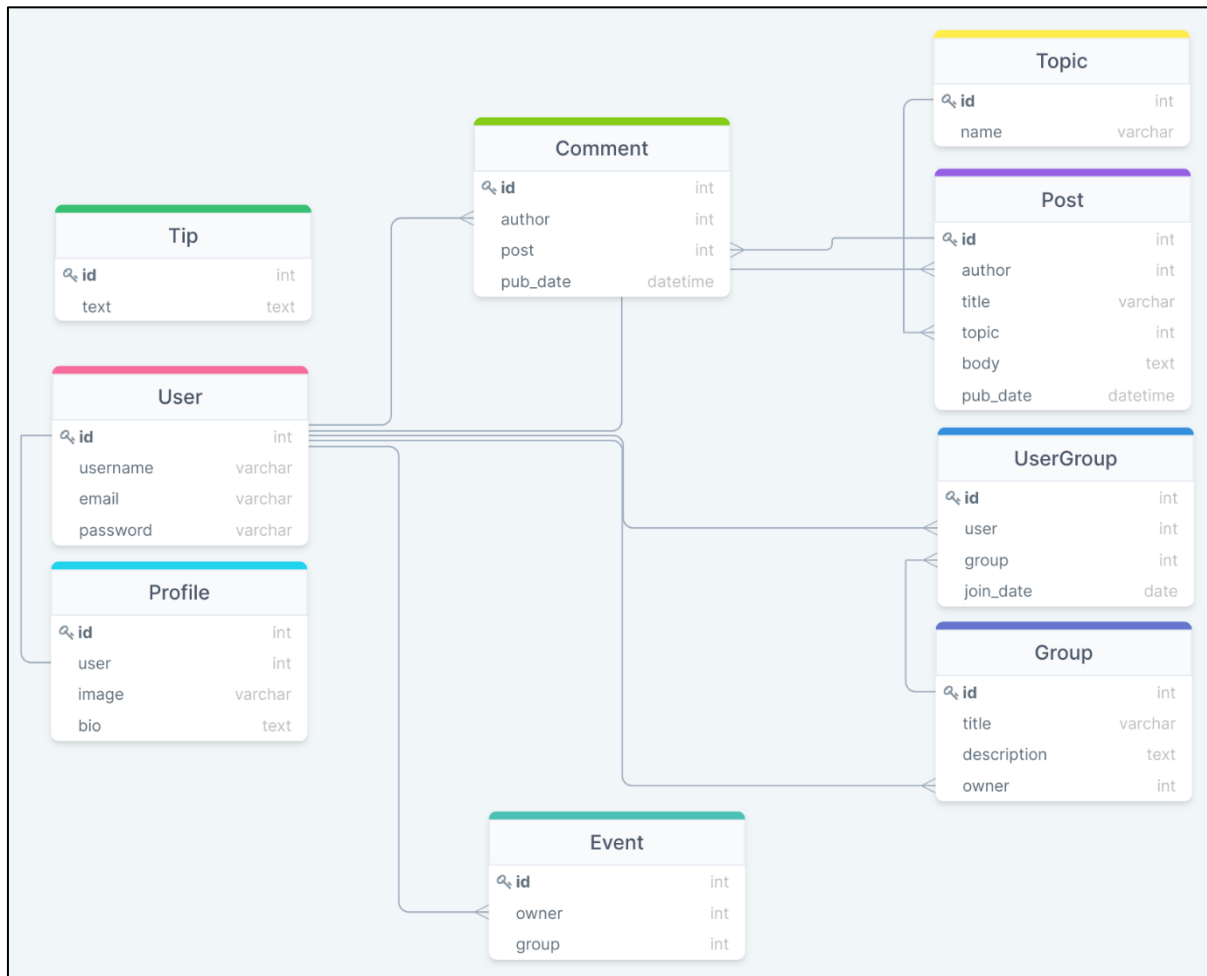 Topic
id int
name varchar
Comment
id int
author int
post int
pub_date datetime
Post
id int
author int
title varchar
topic int
body text
pub_date datetime
Tip
id int
text text
User
id int
username varchar
email varchar
password varchar
UserGroup
id int
user int
group int
join_date date
Profile
id int
user int
image varchar
bio text
Group
id int
title varchar
description text
owner int
Event
id int
owner int
group int